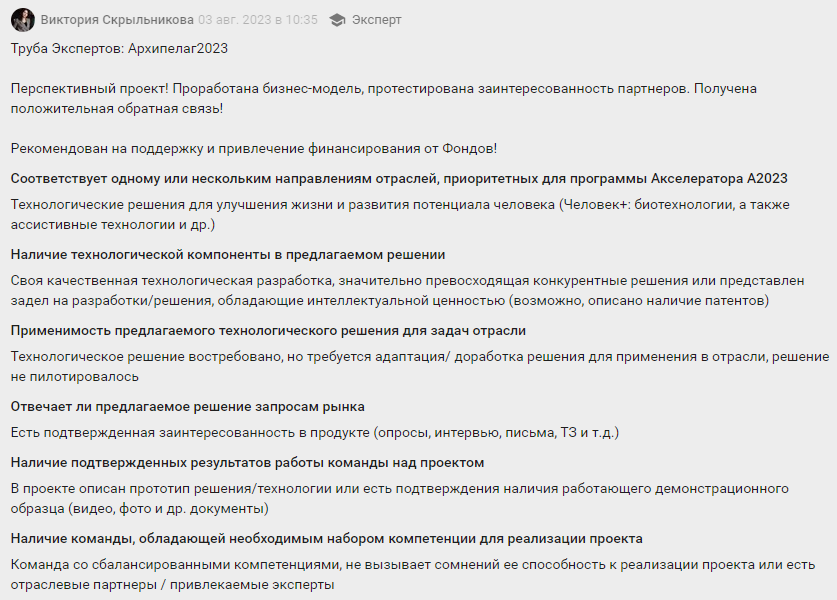 Виктория Скрыльникова 03 авг. 2023 в 10:35 Эксперт
Труба Экспертов: Архипелаг2023
Перспективный проект! Проработана бизнес-модель, протестирована заинтересованность партнеров. Получена
положительная обратная связь!
Рекомендован на поддержку и привлечение финансирования от Фондов!
Соответствует одному или нескольким направлениям отраслей, приоритетных для программы Акселератора А2023
Технологические решения для улучшения жизни и развития потенциала человека (Человек+: биотехнологии, а также
ассистивные технологии и др.)
Наличие технологической компоненты в предлагаемом решении
Своя качественная технологическая разработка, значительно превосходящая конкурентные решения или представлен
задел на разработки/решения, обладающие интеллектуальной ценностью (возможно, описано наличие патентов)
Применимость предлагаемого технологического решения для задач отрасли
Технологическое решение востребовано, но требуется адаптация/ доработка решения для применения в отрасли, решение
не пилотировалось
Отвечает ли предлагаемое решение запросам рынка
Есть подтвержденная заинтересованность в продукте (опросы, интервью, письма, ТЗ и т.д.)
Наличие подтвержденных результатов работы команды над проектом
В проекте описан прототип решения/технологии или есть подтверждения наличия работающего демонстрационного
образца (видео, фото и др. документы)
Наличие команды, обладающей необходимым набором компетенции для реализации проекта
Команда со сбалансированными компетенциями, не вызывает сомнений ее способность к реализации проекта или есть
отраслевые партнеры / привлекаемые эксперты